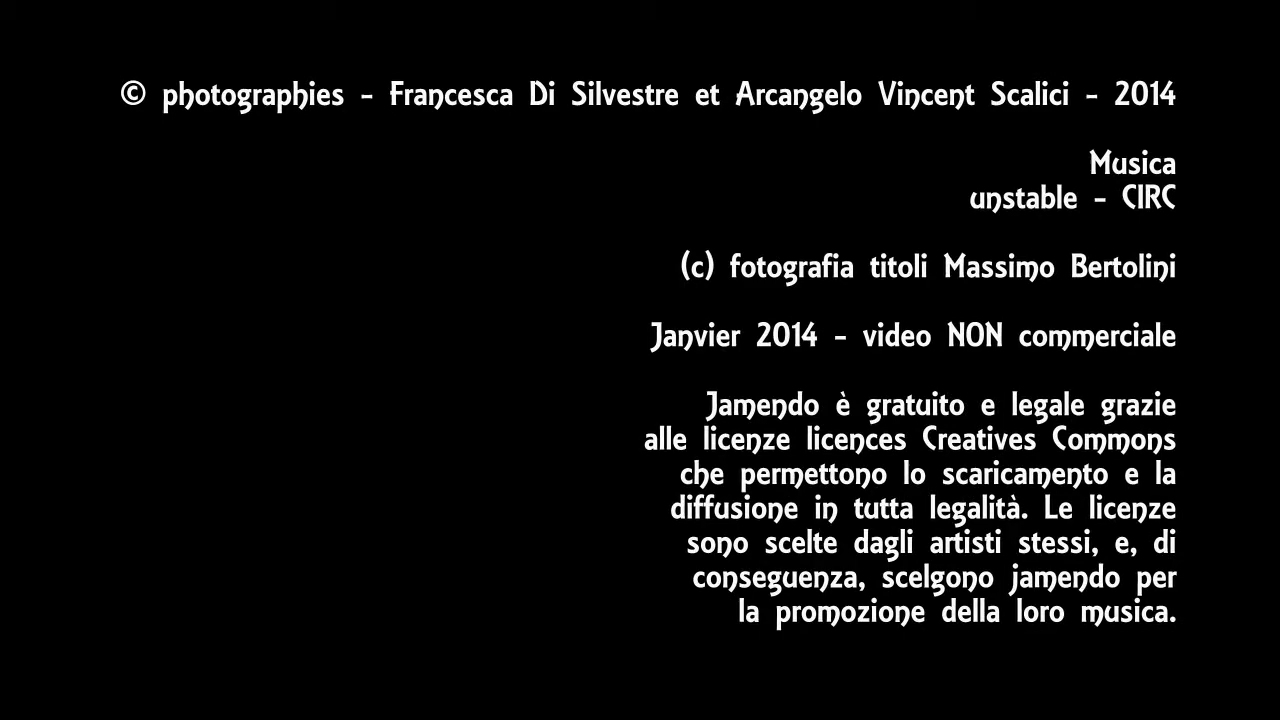 © photographies - Francesca Di Silvestre et Arcangelo Vincent Scalici - 2014
Musica
unstable - CIRC
(c) fotografia titoli Massimo Bertolini
Janvier 2014 - video NON commerciale
Jamendo è gratuito e legale grazie
alle licenze licences Creatives Commons
che permettono lo scaricamento e la
diffusione in tutta legalità. Le licenze
sono scelte dagli artisti stessi, e, di
conseguenza, scelgono jamendo per
la promozione della loro musica.